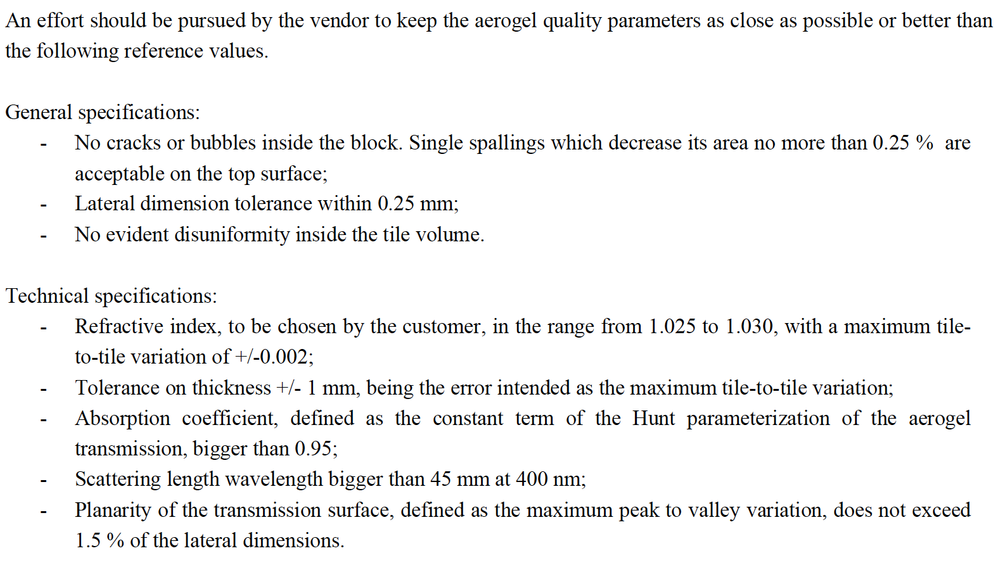 An effort should be pursued by the vendor to keep the aerogel quality parameters as close as possible or better than
the following reference values.
General specifications:
- No cracks or bubbles inside the block. Single spallings which decrease its area no more than 0.25 % are
acceptable on the top surface;
- Lateral dimension tolerance within 0.25 mm;
- No evident disuniformity inside the tile volume.
Technical specifications:
- Refractive index, to be chosen by the customer, in the range from 1.025 to 1.030, with a maximum tile-
to-tile variation of +/-0.002;
- Tolerance on thickness +/- 1 mm, being the error intended as the maximum tile-to-tile variation;
- Absorption coefficient, defined as the constant term of the Hunt parameterization of the aerogel
transmission, bigger than 0.95;
- Scattering length wavelength bigger than 45 mm at 400 nm;
- Planarity of the transmission surface, defined as the maximum peak to valley variation, does not exceed
1.5 % of the lateral dimensions.